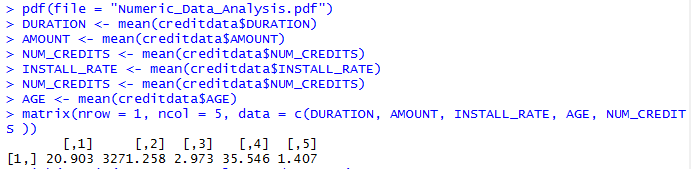 > pdf(file = "Numeric_Data_Analysis.pdf")
> DURATION <- mean(creditdata$DURATION)
> AMOUNT <- mean(creditdata$AMOUNT)
> NUM_CREDITS <- mean(creditdata$NUM_CREDITS)
> INSTALL_RATE <- mean(creditdata$INSTALL_RATE)
> NUM_CREDITS <- mean(creditdata$NUM_CREDITS)
> AGE <- mean(creditdata$AGE)
> matrix(nrow = 1, ncol = 5, data = c(DURATION, AMOUNT, INSTALL_RATE, AGE, NUM_CREDIT
S ))
       [,1]     [,2]  [,3]   [,4]  [,5]
[1,] 20.903 3271.258 2.973 35.546 1.407